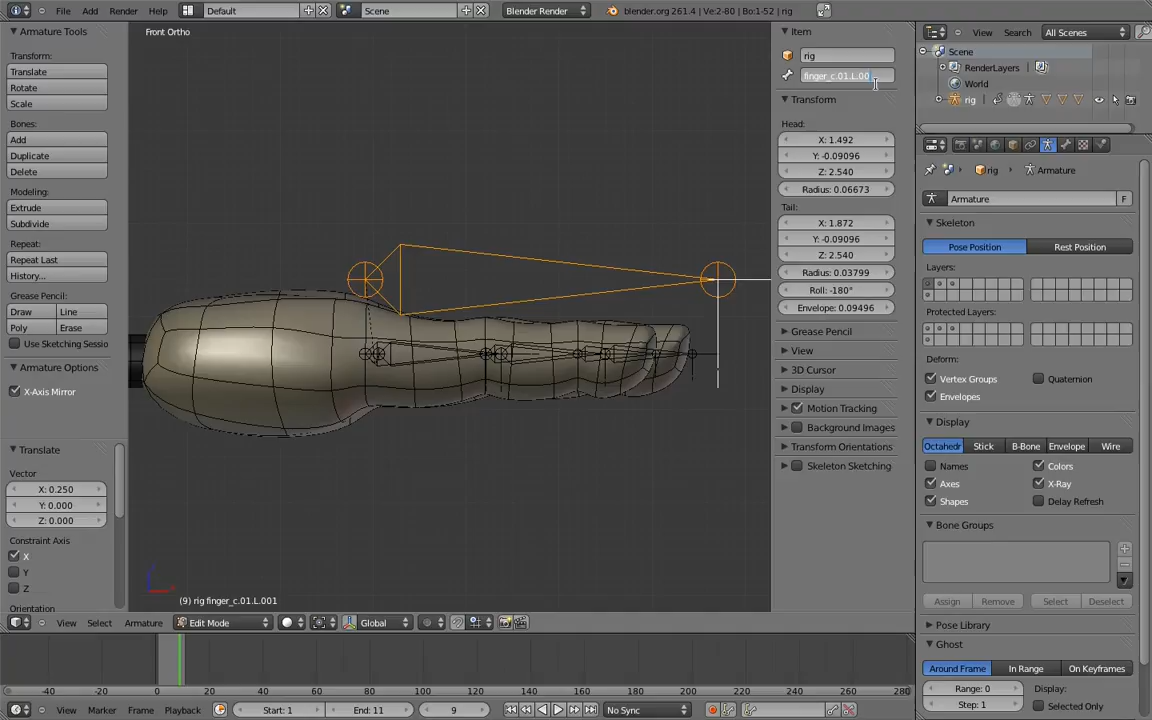 File Add Render Help Default Scene Blender Render blender.org 261.4 Ve:2-80 | Bo:1-52 | rig
Armature Tools
Transform:
Translate
Rotate
Scale
Bones:
Add
Duplicate
Delete
Modeling:
Extrude
Subdivide
Repeat:
Repeat Last
History...
Grease Pencil:
Draw Line
Poly Erase
Use Sketching Sessio
Armature Options
X-Axis Mirror
Translate
Vector
X: 0.250
Y: 0.000
Z: 0.000
Constraint Axis
X
Y
Z
Orientation
Front Ortho
(9) rig finger_c.01.L.001
View Select Armature Edit Mode Global
Item
rig
finger_c.01.L.00
Transform
Head:
X: 1.492
Y: -0.09096
Z: 2.540
Radius: 0.06673
Tail:
X: 1.872
Y: -0.09096
Z: 2.540
Radius: 0.03799
Roll: -180°
Envelope: 0.09496
Grease Pencil
View
3D Cursor
Display
Motion Tracking
Background Images
Transform Orientations
Skeleton Sketching
View Search All Scenes
Scene
RenderLayers
World
rig
rig Armature
Armature F
Skeleton
Pose Position Rest Position
Layers:
Protected Layers:
Deform:
Vertex Groups Quaternion
Envelopes
Display
Octahedr Stick B-Bone Envelope Wire
Names Colors
Axes X-Ray
Shapes Delay Refresh
Bone Groups
Assign Remove Select Deselect
Pose Library
Ghost
Around Frame In Range On Keyframes
Range: 0 Display:
Step: 1 Selected Only
-40 -20 0 20 40 60 80 100 120 140 160 180 200 220 240 260 280
View Marker Frame Playback Start: 1 End: 11 9 No Sync